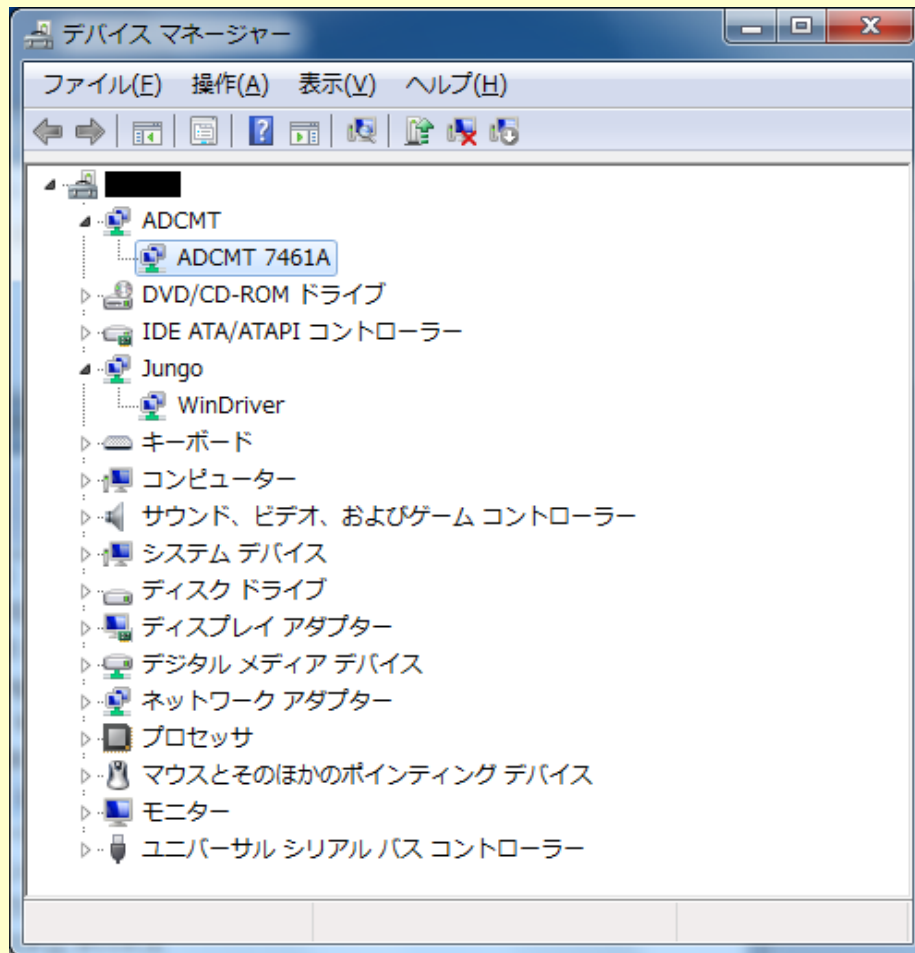 デバイス マネージャー
ファイル(F) 操作(A) 表示(V) ヘルプ(H)
ADCMT
ADCMT 7461A
DVD/CD-ROM ドライブ
IDE ATA/ATAPI コントローラー
Jungo
WinDriver
キーボード
コンピューター
サウンド、ビデオ、およびゲーム コントローラー
システム デバイス
ディスク ドライブ
ディスプレイ アダプター
デジタル メディア デバイス
ネットワーク アダプター
プロセッサ
マウスとそのほかのポインティング デバイス
モニター
ユニバーサル シリアル バス コントローラー